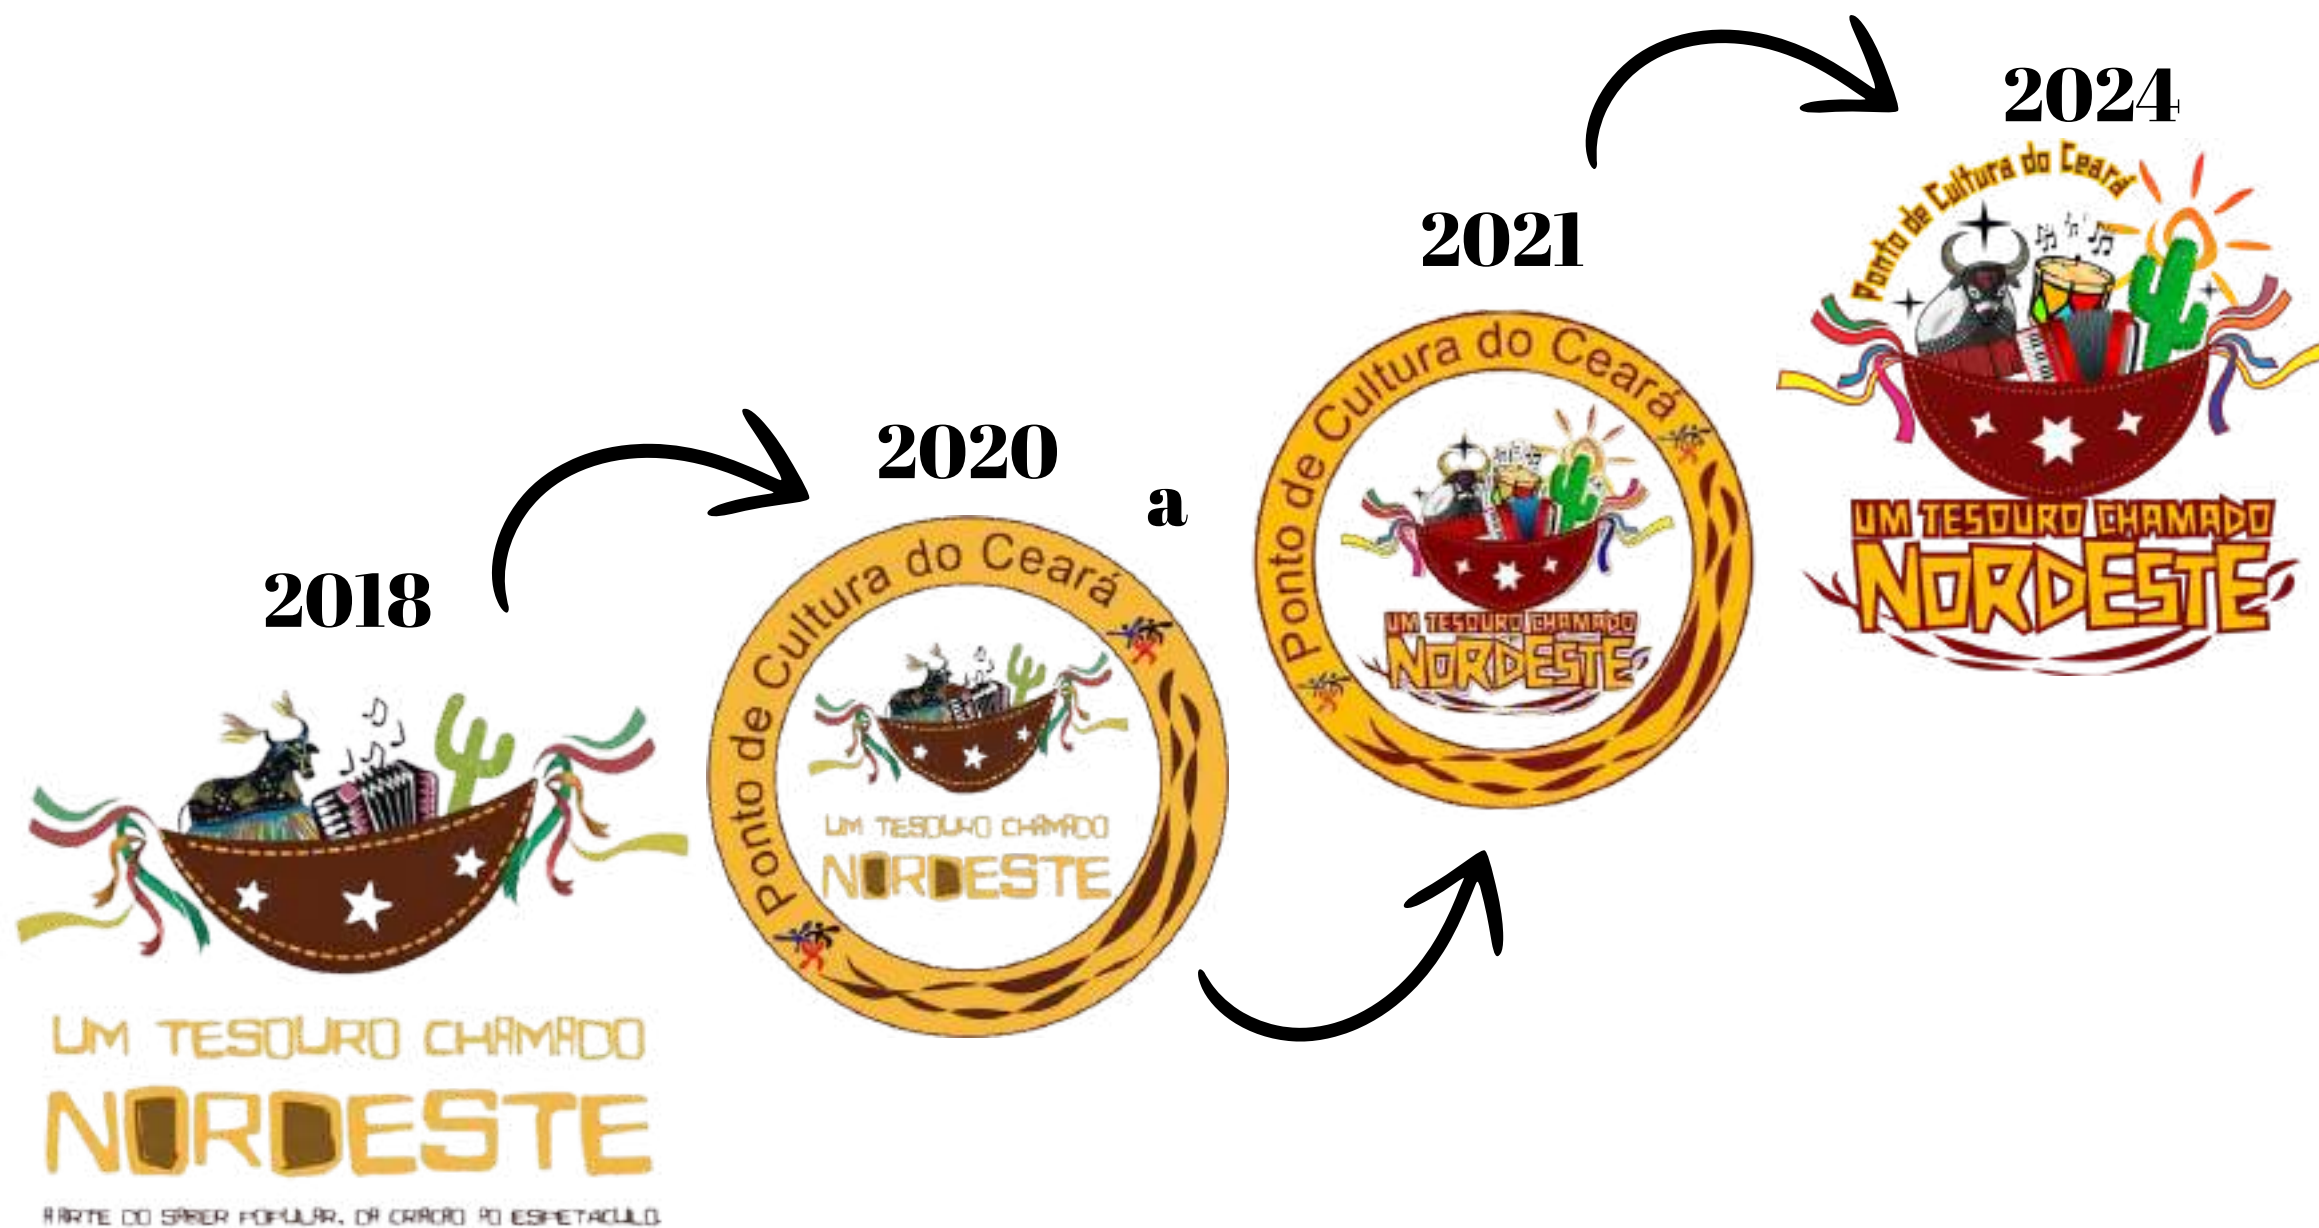 2018
UM TESOURO CHAMADO
NORDESTE
A ARTE DO SABER POPULAR, DA CRIACAO AO ESPETACULO.
2020
Ponto de Cultura do Ceará
UM TESOURO CHAMADO
NORDESTE
a
2021
Ponto de Cultura do Ceará
UM TESOURO CHAMADO
NORDESTE
2024
Ponto de Cultura do Ceará
UM TESOURO CHAMADO
NORDESTE